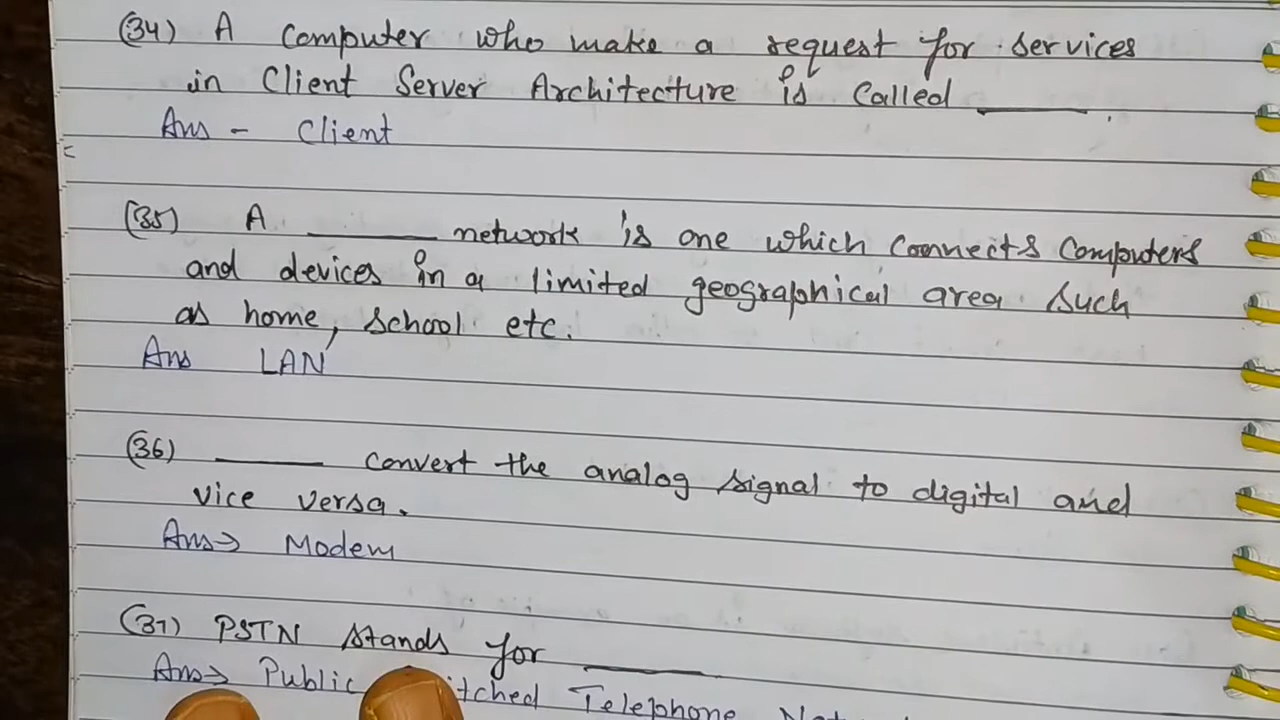 (34) A Computer who make a request for services
in Client Server Architecture is Called ______.
Ans - Client
(35) A ______ network is one which connects Computers
and devices in a limited geographical area such
as home, school etc.
Ans LAN
(36) ______ convert the analog signal to digital and
vice versa.
Ans→ Modem
(37) PSTN stands for ______
Ans→ Public Telephone